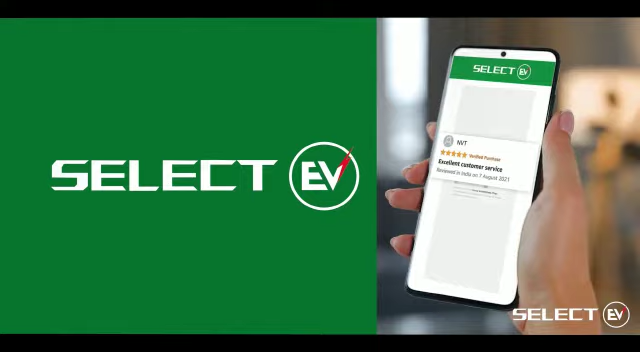 SELECT EV
SELECT EV
NVT
Verified Purchase
Excellent customer service
Reviewed in India on 7 August 2021
SELECT EV